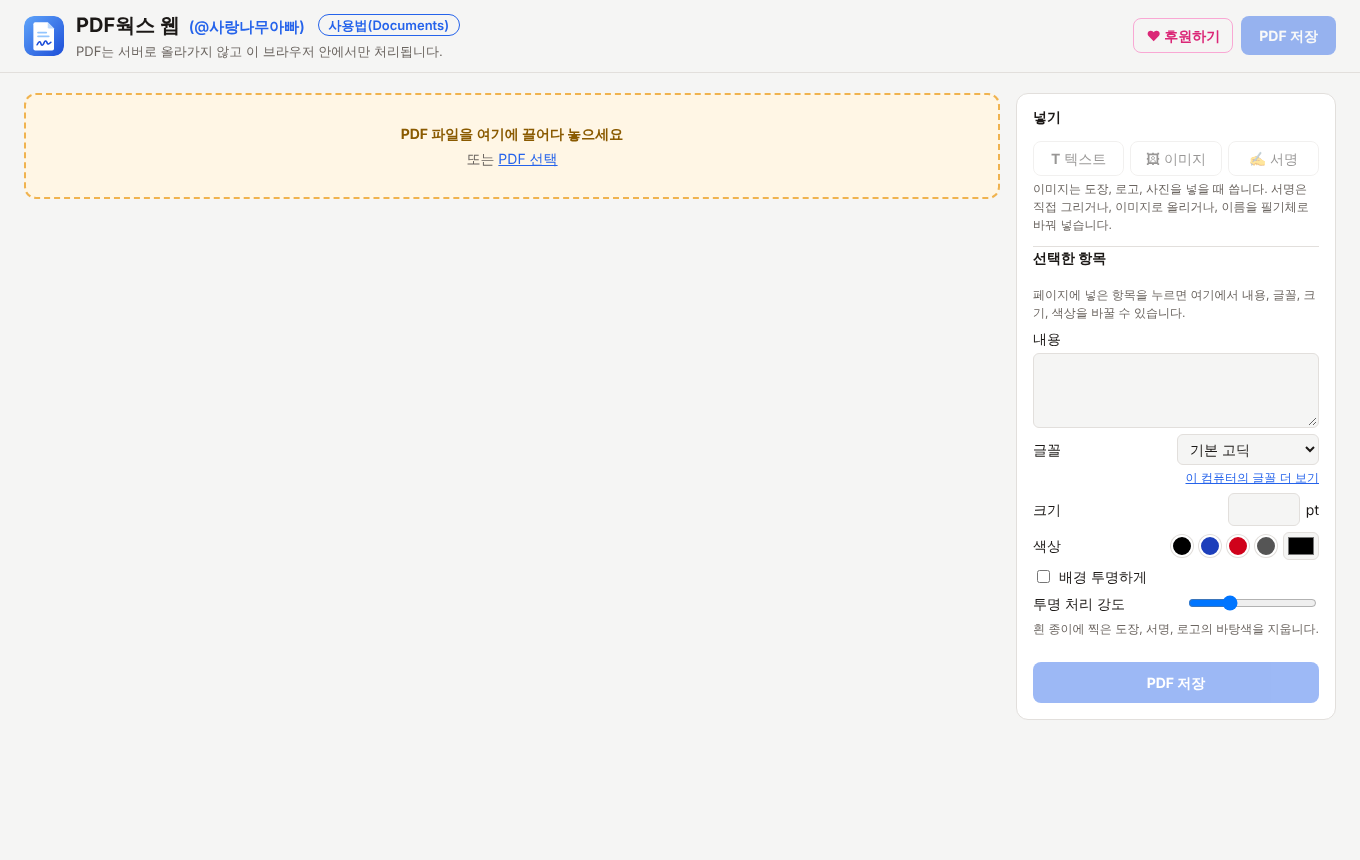 PDF웍스 웹 (@사랑나무아빠) 사용법(Documents)
PDF는 서버로 올라가지 않고 이 브라우저 안에서만 처리됩니다.
♥ 후원하기
PDF 저장
PDF 파일을 여기에 끌어다 놓으세요
또는 PDF 선택
넣기
T 텍스트
🖼 이미지
✍ 서명
이미지는 도장, 로고, 사진을 넣을 때 씁니다. 서명은
직접 그리거나, 이미지로 올리거나, 이름을 필기체로
바꿔 넣습니다.
선택한 항목
페이지에 넣은 항목을 누르면 여기에서 내용, 글꼴, 크
기, 색상을 바꿀 수 있습니다.
내용
글꼴 기본 고딕
이 컴퓨터의 글꼴 더 보기
크기 pt
색상
배경 투명하게
투명 처리 강도
흰 종이에 찍은 도장, 서명, 로고의 바탕색을 지웁니다.
PDF 저장